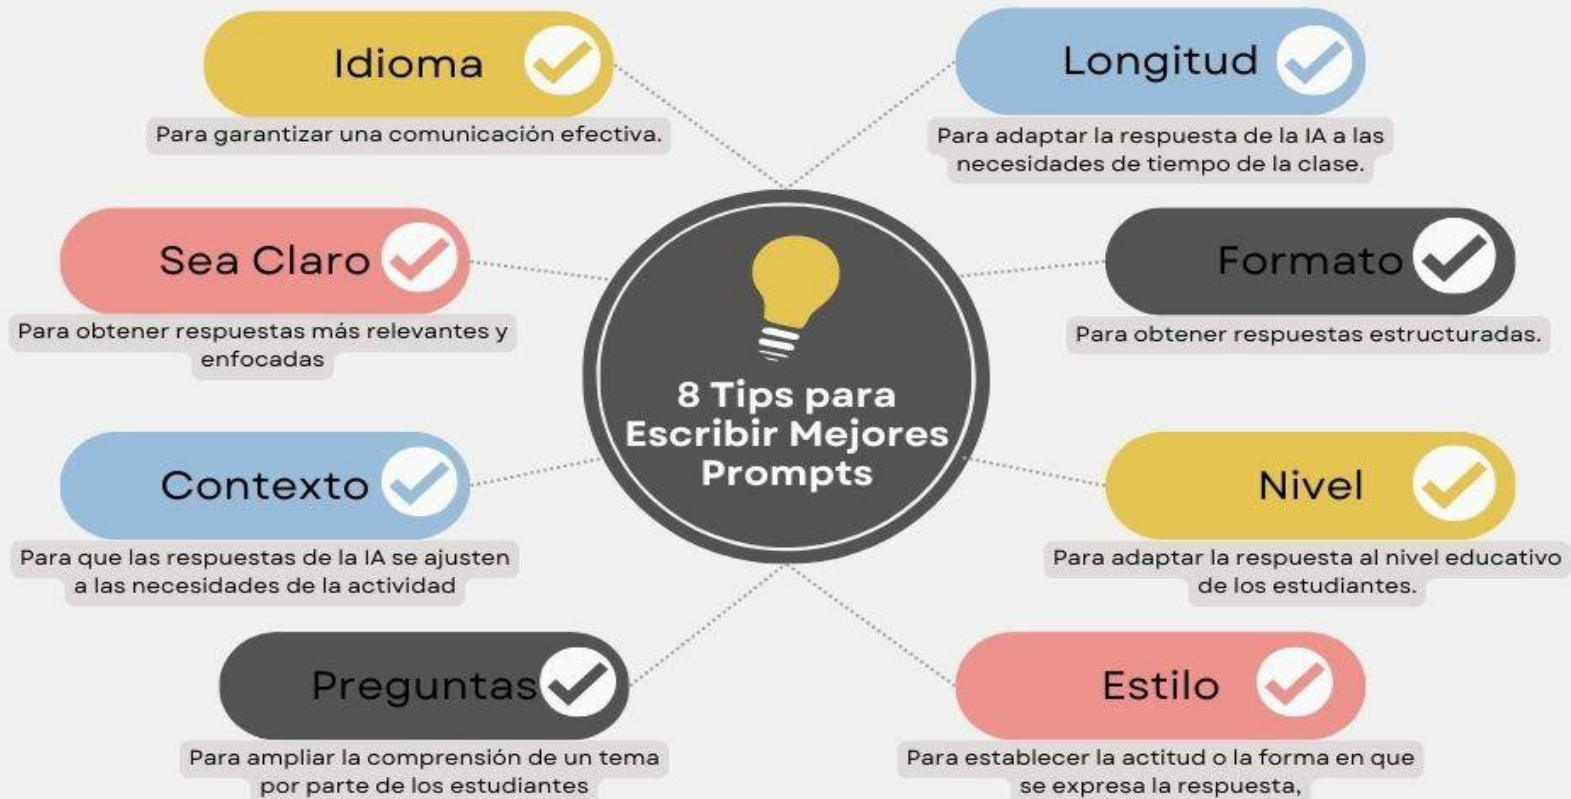 Idioma
Para garantizar una comunicación efectiva.
Longitud
Para adaptar la respuesta de la IA a las
necesidades de tiempo de la clase.
Sea Claro
Para obtener respuestas más relevantes y
enfocadas
Formato
Para obtener respuestas estructuradas.
8 Tips para
Escribir Mejores
Prompts
Contexto
Para que las respuestas de la IA se ajusten
a las necesidades de la actividad
Nivel
Para adaptar la respuesta al nivel educativo
de los estudiantes.
Preguntas
Para ampliar la comprensión de un tema
por parte de los estudiantes
Estilo
Para establecer la actitud o la forma en que
se expresa la respuesta,